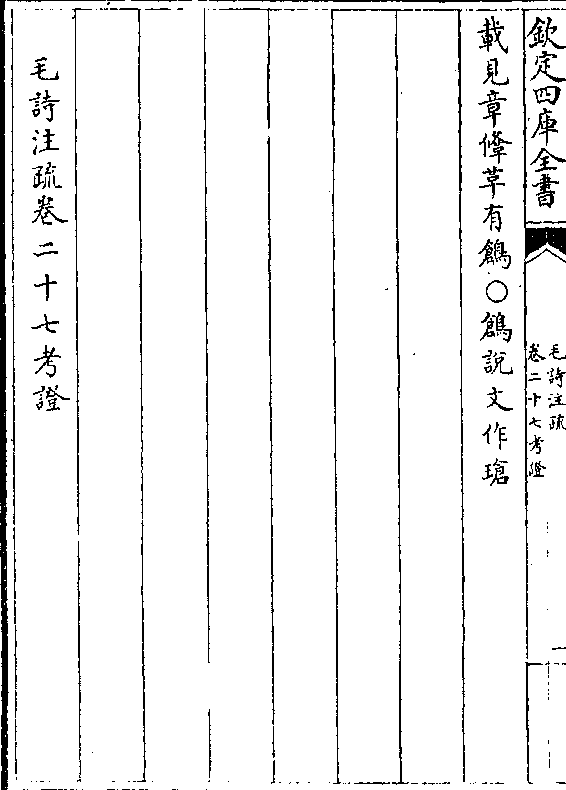 欽定四庫全書
毛詩注疏
卷二十七考證
一
載見章鞗革有鶬○鶬說文作瑲
毛詩注疏卷二十七考證